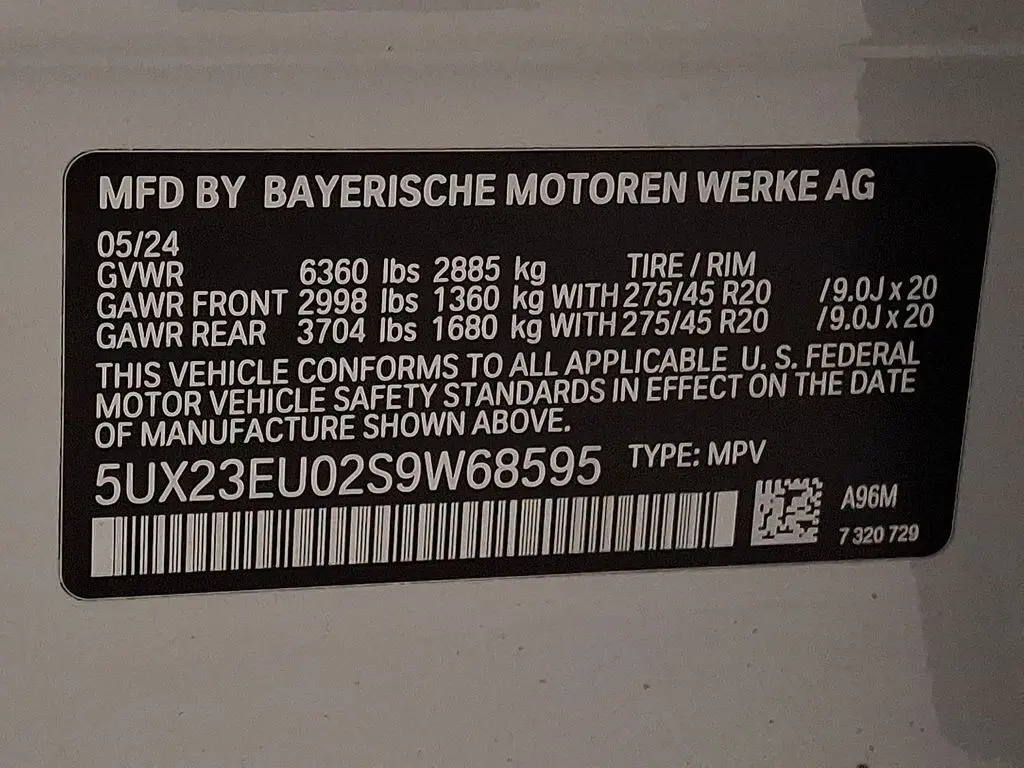 MFD BY BAYERISCHE MOTOREN WERKE AG
05/24
GVWR 6360 lbs 2885 kg TIRE / RIM
GAWR FRONT 2998 lbs 1360 kg WITH 275/45 R20 /9.0J x 20
GAWR REAR 3704 lbs 1680 kg WITH 275/45 R20 /9.0J x 20
THIS VEHICLE CONFORMS TO ALL APPLICABLE U. S. FEDERAL
MOTOR VEHICLE SAFETY STANDARDS IN EFFECT ON THE DATE
OF MANUFACTURE SHOWN ABOVE.
5UX23EU02S9W68595 TYPE: MPV
A96M
7 320 729